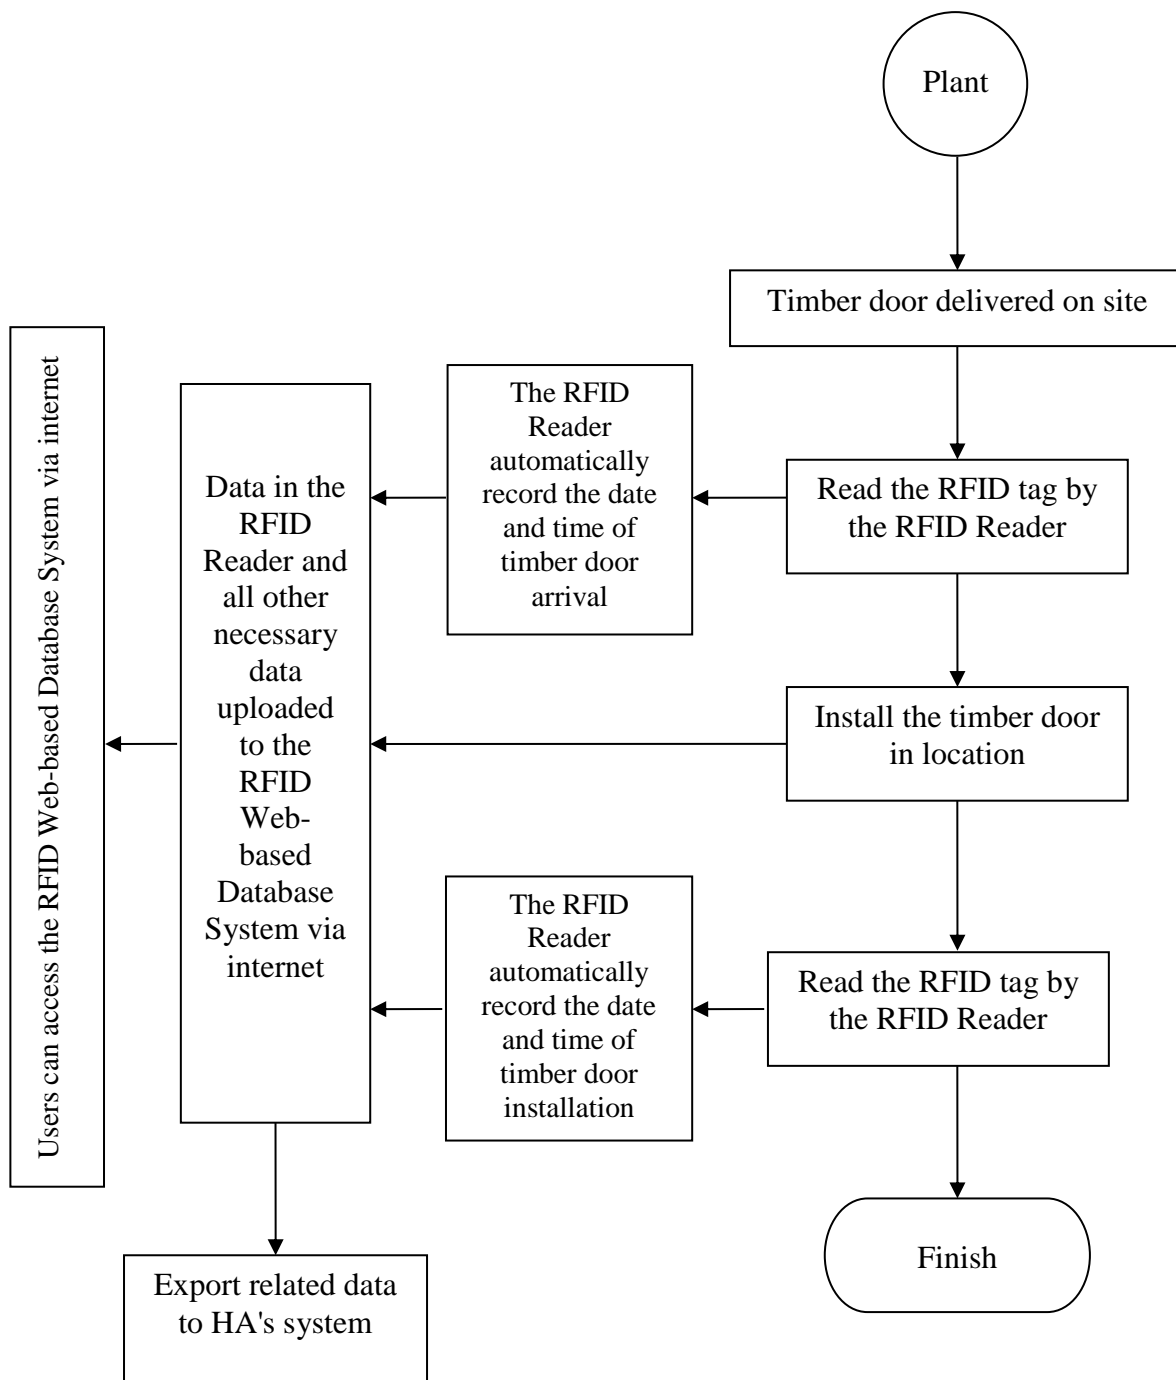 Plant
Timber door delivered on site
Users can access the RFID Web-based Database System via internet
Data in the
RFID
Reader and
all other
necessary
data
uploaded
to the
RFID
Web-
based
Database
System via
internet
The RFID
Reader
automatically
record the date
and time of
timber door
arrival
Read the RFID tag by
the RFID Reader
Install the timber door
in location
The RFID
Reader
automatically
record the date
and time of
timber door
installation
Read the RFID tag by
the RFID Reader
Finish
Export related data
to HA's system